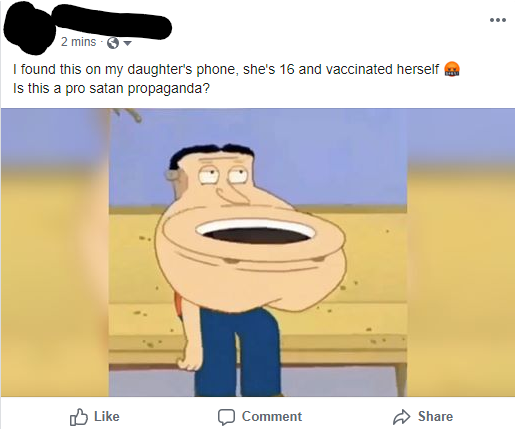 2 mins ·
I found this on my daughter's phone, she's 16 and vaccinated herself 🤬
Is this a pro satan propaganda?
Like Comment Share